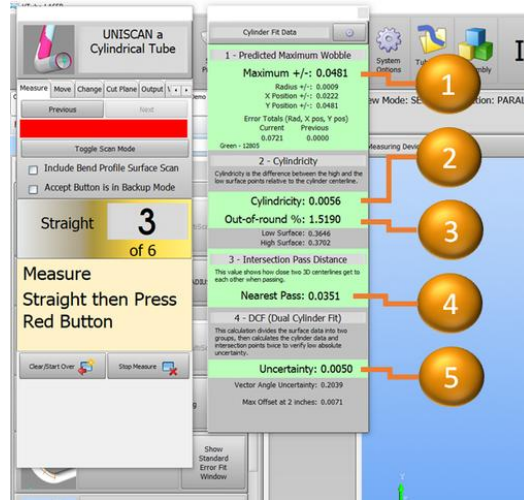 UNISCAN a
Cylindrical Tube
Measure Move Change Cut Plane Output
Previous
Next
Toggle Scan Mode
Include Bend Profile Surface Scan
Accept Button is in Backup Mode
Straight
3
of 6
Measure
Straight then Press
Red Button
Clear/Start Over
Stop Measure
Cylinder Fit Data
1 - Predicted Maximum Wobble
Maximum +/-: 0.0481
Radius +/-: 0.0009
X Position +/-: 0.0222
Y Position +/-: 0.0481
Error Totals (Rad, X pos, Y pos)
Current Previous
0.0721 0.0000
Green - 12805
2 - Cylindricity
Cylindricity is the difference between the high and the
low surface points relative to the cylinder centerline.
Cylindricity: 0.0056
Out-of-round %: 1.5190
Low Surface: 0.3646
High Surface: 0.3702
3 - Intersection Pass Distance
This value shows how close two 3D centerlines get to
each other when passing.
Nearest Pass: 0.0351
4 - DCF (Dual Cylinder Fit)
This calculation divides the surface data into two
groups, then calculates the cylinder data and
intersection points twice to verify low absolute
uncertainty.
Uncertainty: 0.0050
Vector Angle Uncertainty: 0.2039
Max Offset at 2 inches: 0.0071
Show
Standard
Error Fit
Window
System
Options
1
2
3
4
5
Y